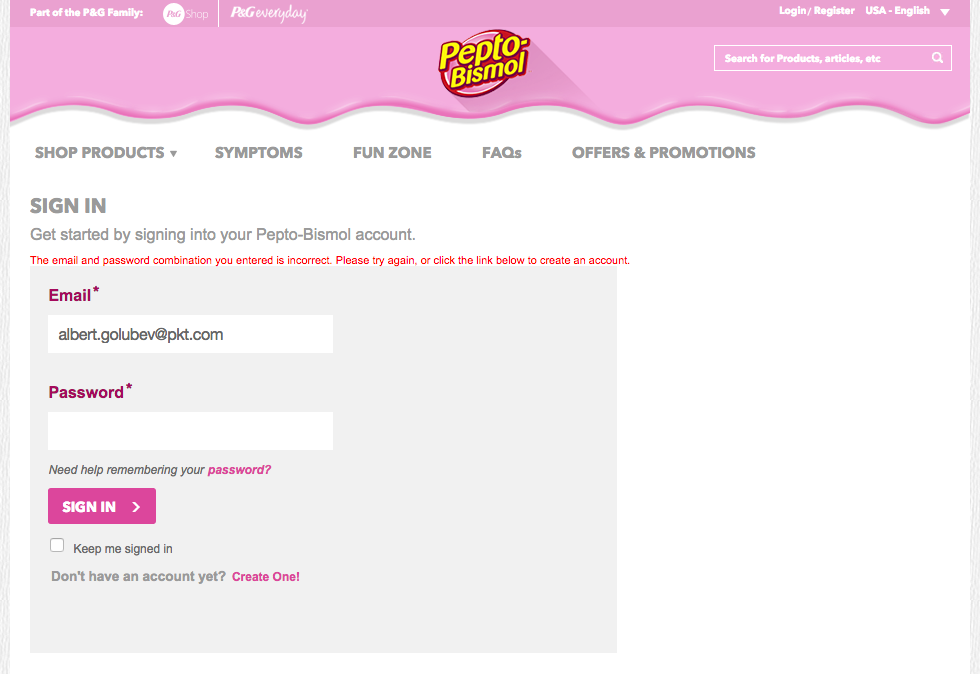 Part of the P&G Family:
P&G Shop
P&G everyday
Login / Register
USA - English
Pepto-
Bismol
Search for Products, articles, etc
SHOP PRODUCTS ▾
SYMPTOMS
FUN ZONE
FAQs
OFFERS & PROMOTIONS
SIGN IN
Get started by signing into your Pepto-Bismol account.
The email and password combination you entered is incorrect. Please try again, or click the link below to create an account.
Email*
albert.golubev@pkt.com
Password*
Need help remembering your password?
SIGN IN >
Keep me signed in
Don't have an account yet? Create One!